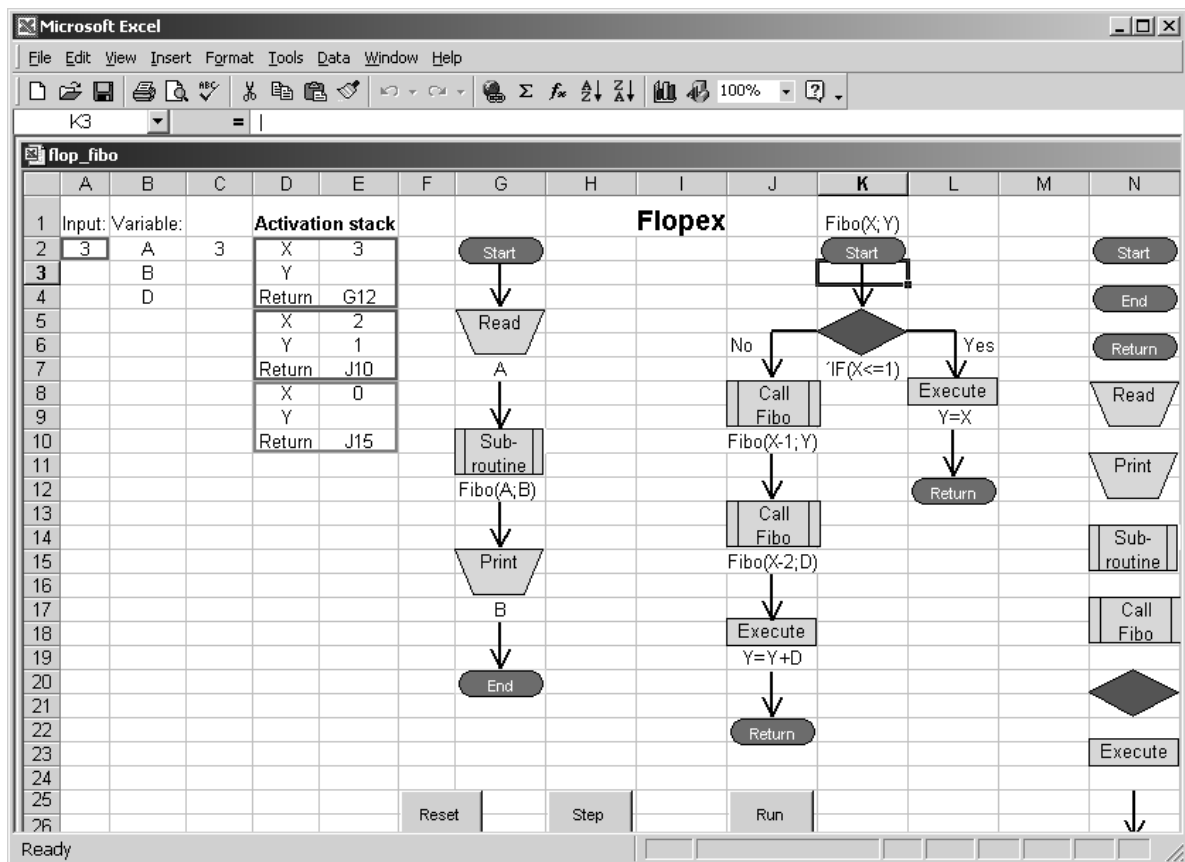 Microsoft Excel
File Edit View Insert Format Tools Data Window Help
100%
K3 =
flop_fibo
A B C D E F G H I J K L M N
1 Input: Variable: Activation stack Flopex Fibo(X;Y)
2 3 A 3 X 3 Start Start Start
3 B Y
4 D Return G12 End
5 X 2 Read
6 Y 1 No Yes Return
7 Return J10 A ´IF(X<=1)
8 X 0 Call Execute Read
9 Y Fibo Y=X
10 Return J15 Sub- Fibo(X-1;Y)
11 routine Print
12 Fibo(A;B) Return
13 Call
14 Fibo Sub-
15 Print Fibo(X-2;D) routine
16
17 B Call
18 Execute Fibo
19 Y=Y+D
20 End
21
22 Return
23 Execute
24
25
26 Reset Step Run
Ready